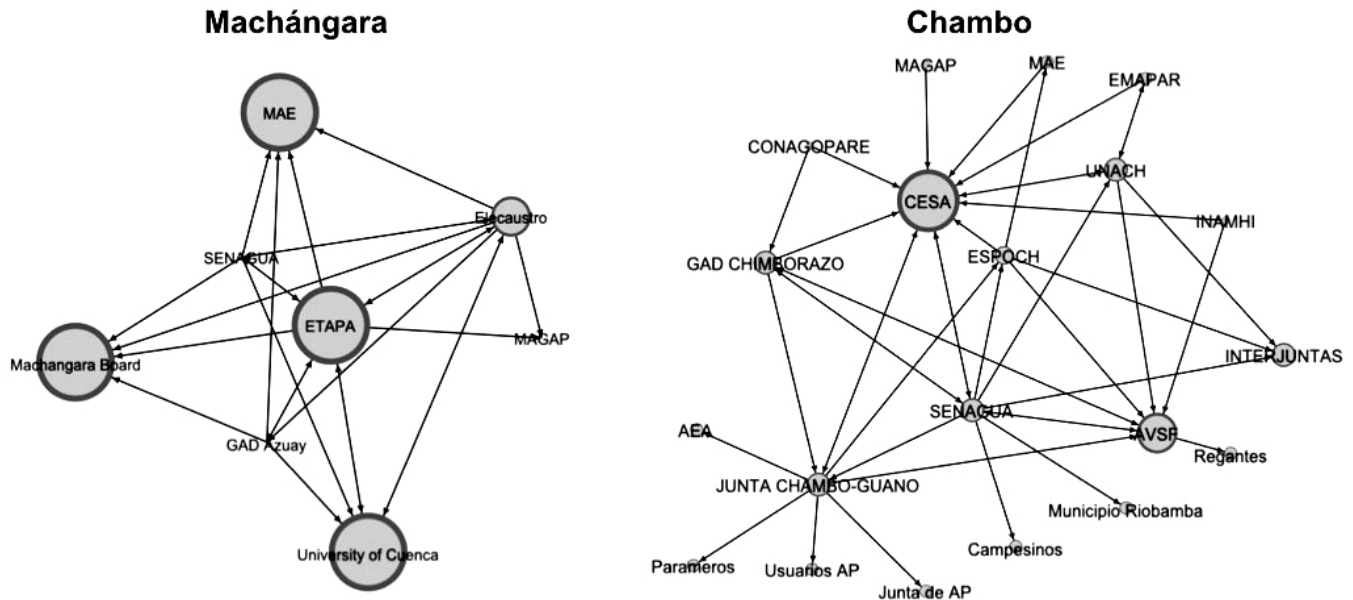 Machángara
Chambo
MAE
Elecaustro
SENAGUA
ETAPA
MAGAP
Machangara Board
GAD Azuay
University of Cuenca
MAGAP
MAE
EMAPAR
CONAGOPARE
UNACH
CESA
INAMHI
GAD CHIMBORAZO
ESPOCH
INTERJUNTAS
SENAGUA
AEA
AVSF
Regantes
JUNTA CHAMBO-GUANO
Municipio Riobamba
Campesinos
Parameros
Usuarios AP
Junta de AP